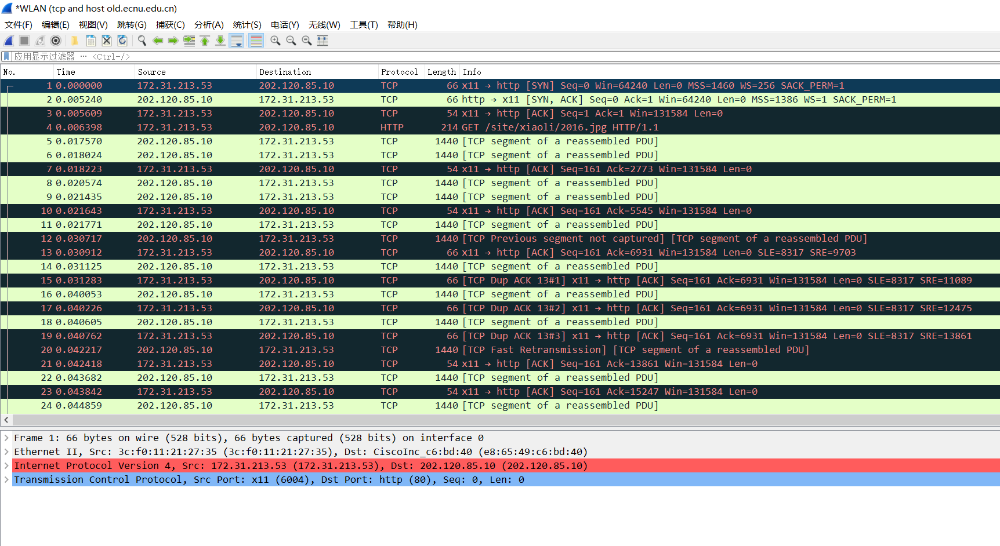 *WLAN (tcp and host old.ecnu.edu.cn)
文件(F) 编辑(E) 视图(V) 跳转(G) 捕获(C) 分析(A) 统计(S) 电话(Y) 无线(W) 工具(T) 帮助(H)
应用显示过滤器 … <Ctrl-/>
No. Time Source Destination Protocol Length Info
1 0.000000 172.31.213.53 202.120.85.10 TCP 66 x11 → http [SYN] Seq=0 Win=64240 Len=0 MSS=1460 WS=256 SACK_PERM=1
2 0.005240 202.120.85.10 172.31.213.53 TCP 66 http → x11 [SYN, ACK] Seq=0 Ack=1 Win=64240 Len=0 MSS=1386 WS=1 SACK_PERM=1
3 0.005609 172.31.213.53 202.120.85.10 TCP 54 x11 → http [ACK] Seq=1 Ack=1 Win=131584 Len=0
4 0.006398 172.31.213.53 202.120.85.10 HTTP 214 GET /site/xiaoli/2016.jpg HTTP/1.1
5 0.017570 202.120.85.10 172.31.213.53 TCP 1440 [TCP segment of a reassembled PDU]
6 0.018024 202.120.85.10 172.31.213.53 TCP 1440 [TCP segment of a reassembled PDU]
7 0.018223 172.31.213.53 202.120.85.10 TCP 54 x11 → http [ACK] Seq=161 Ack=2773 Win=131584 Len=0
8 0.020574 202.120.85.10 172.31.213.53 TCP 1440 [TCP segment of a reassembled PDU]
9 0.021435 202.120.85.10 172.31.213.53 TCP 1440 [TCP segment of a reassembled PDU]
10 0.021643 172.31.213.53 202.120.85.10 TCP 54 x11 → http [ACK] Seq=161 Ack=5545 Win=131584 Len=0
11 0.021771 202.120.85.10 172.31.213.53 TCP 1440 [TCP segment of a reassembled PDU]
12 0.030717 202.120.85.10 172.31.213.53 TCP 1440 [TCP Previous segment not captured] [TCP segment of a reassembled PDU]
13 0.030912 172.31.213.53 202.120.85.10 TCP 66 x11 → http [ACK] Seq=161 Ack=6931 Win=131584 Len=0 SLE=8317 SRE=9703
14 0.031125 202.120.85.10 172.31.213.53 TCP 1440 [TCP segment of a reassembled PDU]
15 0.031283 172.31.213.53 202.120.85.10 TCP 66 [TCP Dup ACK 13#1] x11 → http [ACK] Seq=161 Ack=6931 Win=131584 Len=0 SLE=8317 SRE=11089
16 0.040053 202.120.85.10 172.31.213.53 TCP 1440 [TCP segment of a reassembled PDU]
17 0.040226 172.31.213.53 202.120.85.10 TCP 66 [TCP Dup ACK 13#2] x11 → http [ACK] Seq=161 Ack=6931 Win=131584 Len=0 SLE=8317 SRE=12475
18 0.040605 202.120.85.10 172.31.213.53 TCP 1440 [TCP segment of a reassembled PDU]
19 0.040762 172.31.213.53 202.120.85.10 TCP 66 [TCP Dup ACK 13#3] x11 → http [ACK] Seq=161 Ack=6931 Win=131584 Len=0 SLE=8317 SRE=13861
20 0.042217 202.120.85.10 172.31.213.53 TCP 1440 [TCP Fast Retransmission] [TCP segment of a reassembled PDU]
21 0.042418 172.31.213.53 202.120.85.10 TCP 54 x11 → http [ACK] Seq=161 Ack=13861 Win=131584 Len=0
22 0.043682 202.120.85.10 172.31.213.53 TCP 1440 [TCP segment of a reassembled PDU]
23 0.043842 172.31.213.53 202.120.85.10 TCP 54 x11 → http [ACK] Seq=161 Ack=15247 Win=131584 Len=0
24 0.044859 202.120.85.10 172.31.213.53 TCP 1440 [TCP segment of a reassembled PDU]
Frame 1: 66 bytes on wire (528 bits), 66 bytes captured (528 bits) on interface 0
Ethernet II, Src: 3c:f0:11:21:27:35 (3c:f0:11:21:27:35), Dst: CiscoInc_c6:bd:40 (e8:65:49:c6:bd:40)
Internet Protocol Version 4, Src: 172.31.213.53 (172.31.213.53), Dst: 202.120.85.10 (202.120.85.10)
Transmission Control Protocol, Src Port: x11 (6004), Dst Port: http (80), Seq: 0, Len: 0